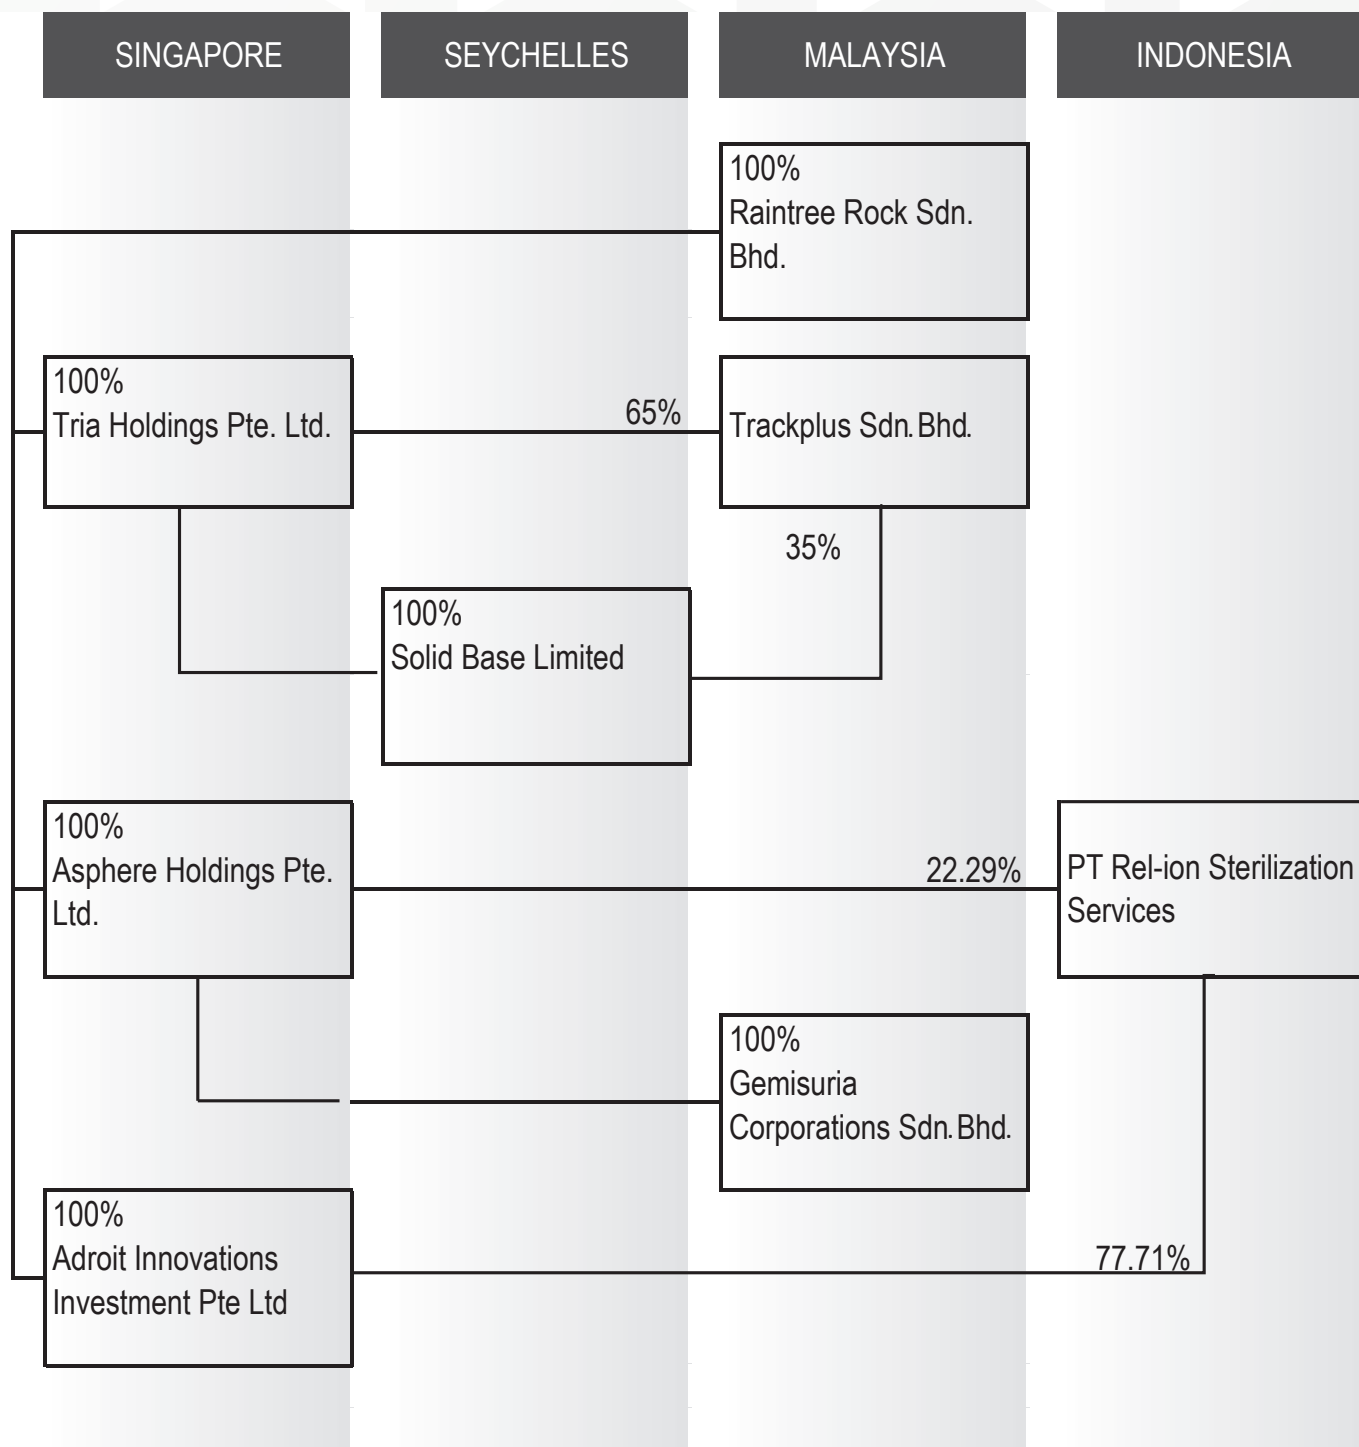 SINGAPORE
SEYCHELLES
MALAYSIA
INDONESIA
100%
Raintree Rock Sdn.
Bhd.
100%
Tria Holdings Pte. Ltd.
65%
Trackplus Sdn. Bhd.
35%
100%
Solid Base Limited
100%
Asphere Holdings Pte.
Ltd.
22.29%
PT Rel-ion Sterilization
Services
100%
Gemisuria
Corporations Sdn. Bhd.
100%
Adroit Innovations
Investment Pte Ltd
77.71%